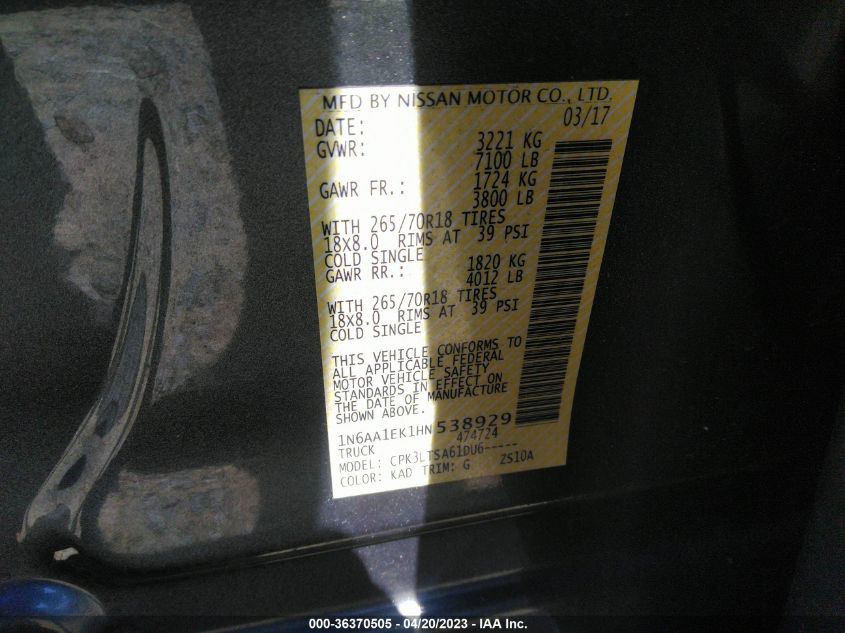 MFD BY NISSAN MOTOR CO., LTD.
DATE: 03/17
GVWR: 3221 KG
7100 LB
GAWR FR.: 1724 KG
3800 LB
WITH 265/70R18 TIRES
18X8.0 RIMS AT 39 PSI
COLD SINGLE
GAWR RR.: 1820 KG
4012 LB
WITH 265/70R18 TIRES
18X8.0 RIMS AT 39 PSI
COLD SINGLE
THIS VEHICLE CONFORMS TO
ALL APPLICABLE FEDERAL
MOTOR VEHICLE SAFETY
STANDARDS IN EFFECT ON
THE DATE OF MANUFACTURE
SHOWN ABOVE.
1N6AA1EK1HN538929
TRUCK 474724
MODEL: CPK3LTSA61DU6-----
COLOR: KAD TRIM: G ZS10A
000-36370505 - 04/20/2023 - IAA Inc.